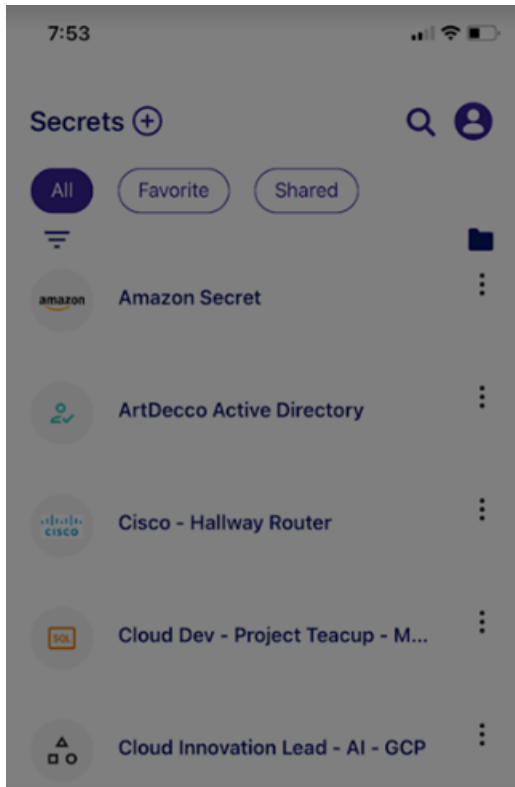 7:53
Secrets
All Favorite Shared
amazon Amazon Secret
ArtDecco Active Directory
CISCO Cisco - Hallway Router
SQL Cloud Dev - Project Teacup - M...
Cloud Innovation Lead - AI - GCP